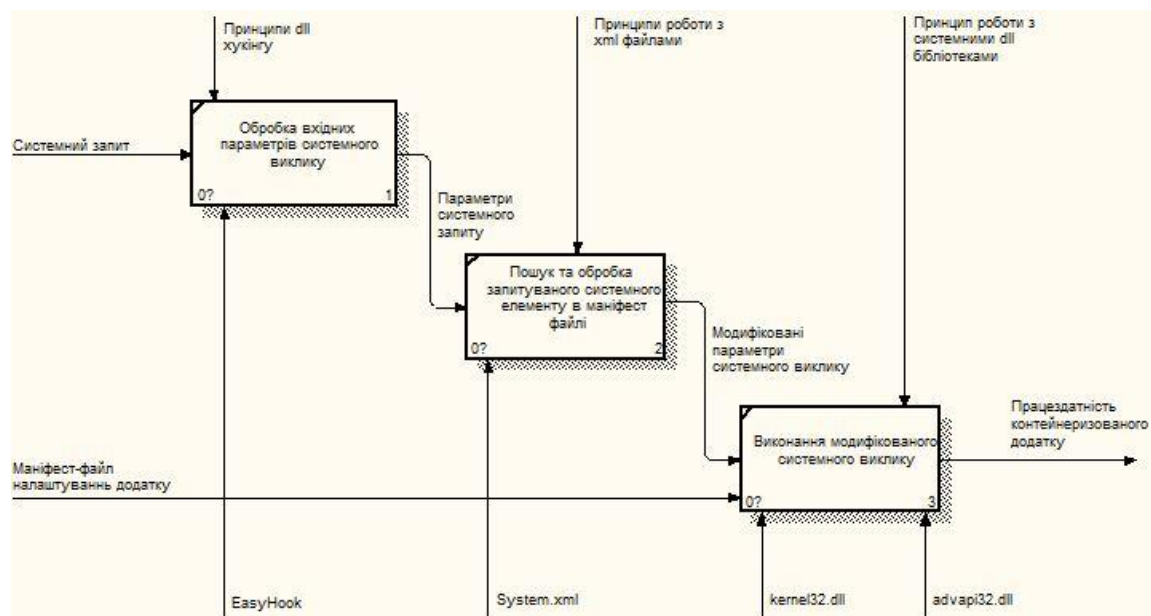 Принципи dll
хукінгу
Принципи роботи з
xml файлами
Принцип роботи з
системними dll
бібліотеками
Системний запит
Обробка вхідних
параметрів системного
виклику
0?
1
Параметри
системного
запиту
Пошук та обробка
запитуваного системного
елементу в маніфест
файлі
0?
2
Модифіковані
параметри
системного виклику
Працездатність
контейнеризованого
додатку
Виконання модифікованого
системного виклику
0?
3
Маніфест-файл
налаштуваннь додатку
EasyHook
System.xml
kernel32.dll
advapi32.dll